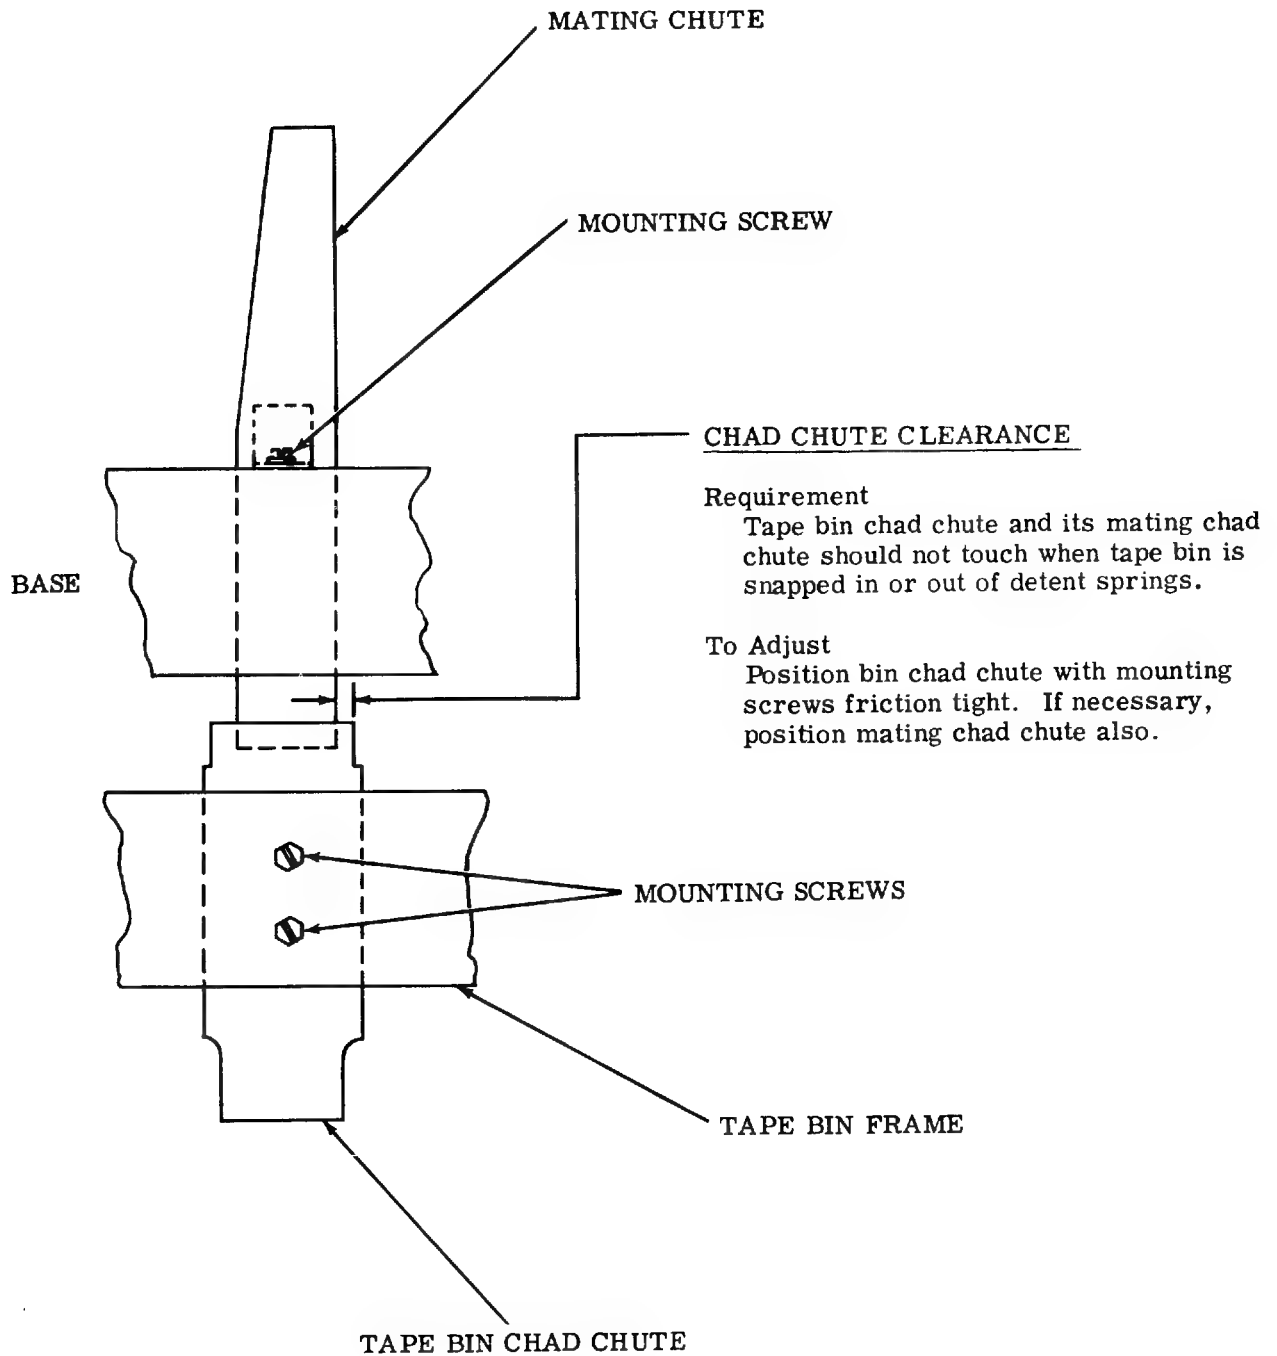 MATING CHUTE
MOUNTING SCREW
CHAD CHUTE CLEARANCE
Requirement
Tape bin chad chute and its mating chad
chute should not touch when tape bin is
snapped in or out of detent springs.
BASE
To Adjust
Position bin chad chute with mounting
screws friction tight. If necessary,
position mating chad chute also.
MOUNTING SCREWS
TAPE BIN FRAME
TAPE BIN CHAD CHUTE